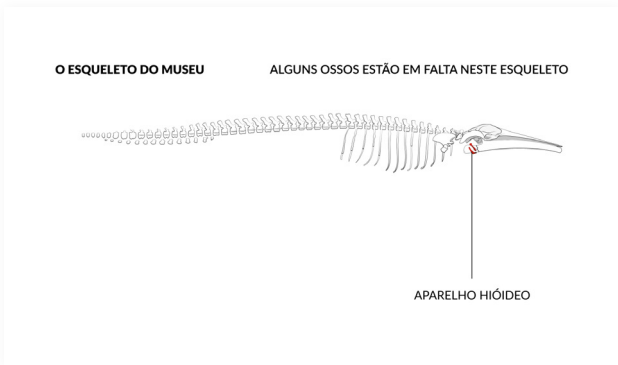 O ESQUELETO DO MUSEU
ALGUNS OSSOS ESTÃO EM FALTA NESTE ESQUELETO
APARELHO HIÓIDEO